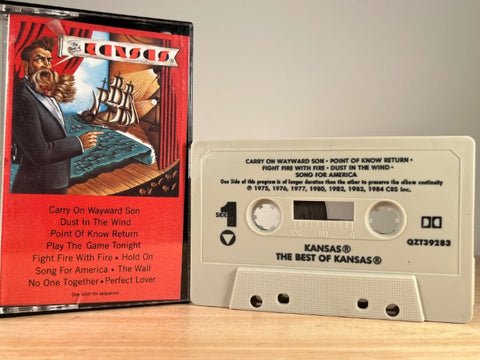 The Best Of
KANSAS
Carry On Wayward Son
Dust In The Wind
Point Of Know Return
Play The Game Tonight
Fight Fire With Fire • Hold On
Song For America • The Wall
No One Together • Perfect Lover
See label for sequence
CARRY ON WAYWARD SON • POINT OF KNOW RETURN •
FIGHT FIRE WITH FIRE • DUST IN THE WIND •
SONG FOR AMERICA
One Side of this program is of longer duration than the other to preserve the album continuity
℗ 1975, 1976, 1977, 1980, 1982, 1983, 1984 CBS Inc.
SIDE 1
QZT39283
KANSAS®
THE BEST OF KANSAS®